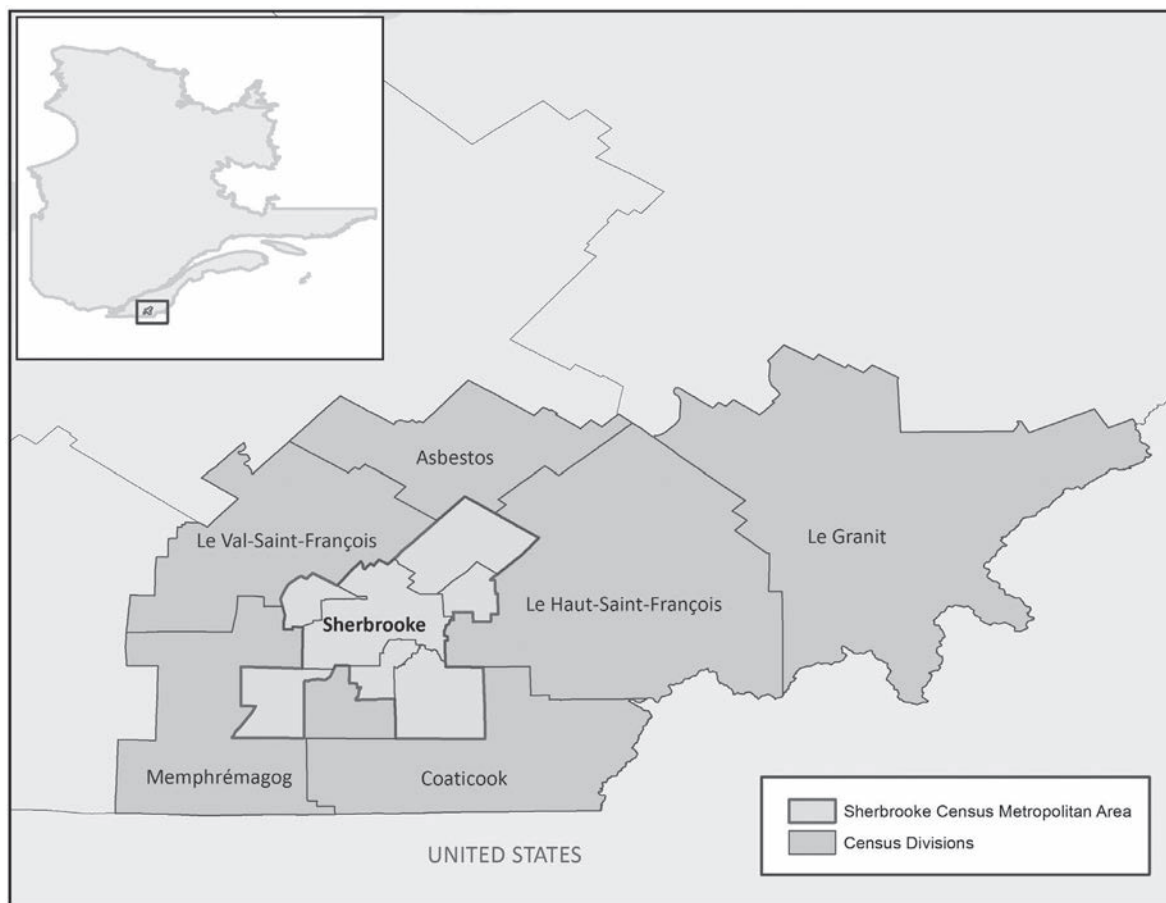 Asbestos
Le Val-Saint-François
Le Granit
Le Haut-Saint-François
Sherbrooke
Memphrémagog
Coaticook
Sherbrooke Census Metropolitan Area
Census Divisions
UNITED STATES